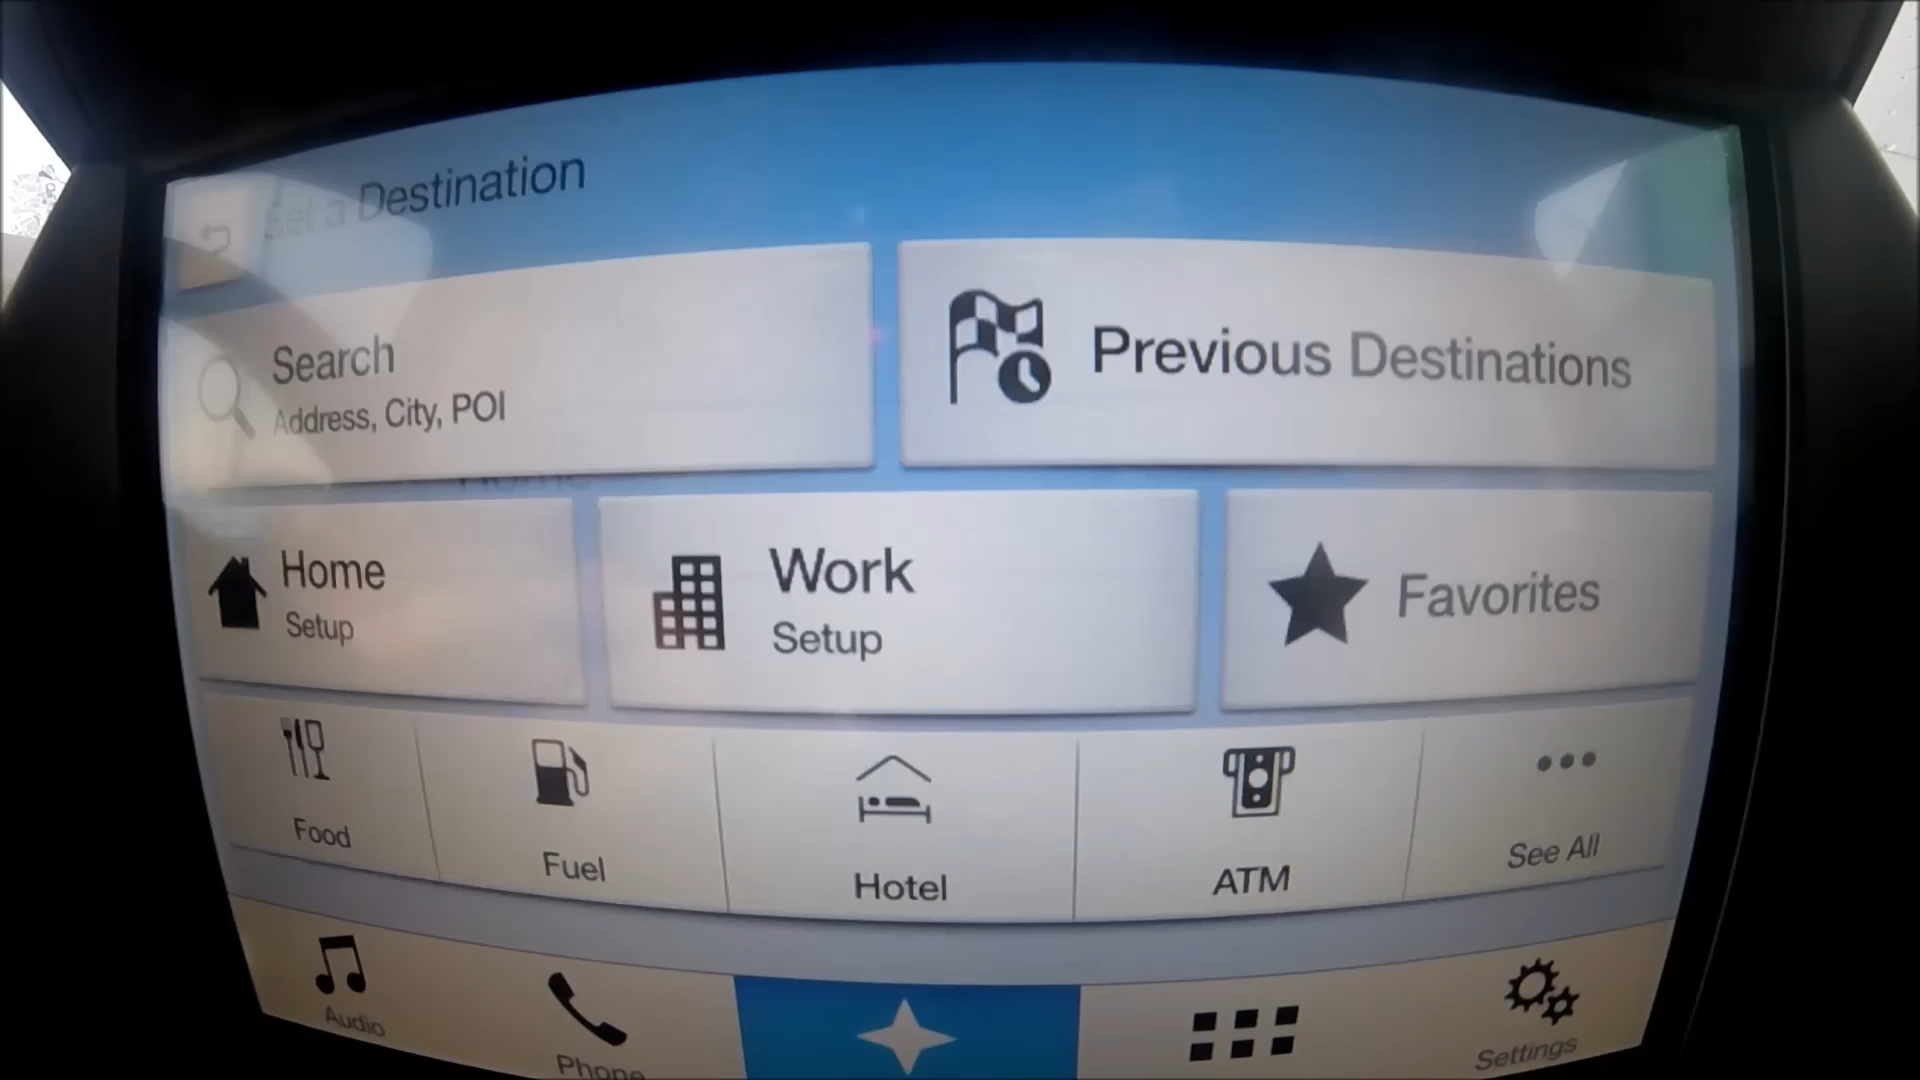 Set a Destination
Search
Address, City, POI
Previous Destinations
Home
Setup
Work
Setup
Favorites
Food
Fuel
Hotel
ATM
See All
Audio
Phone
Settings